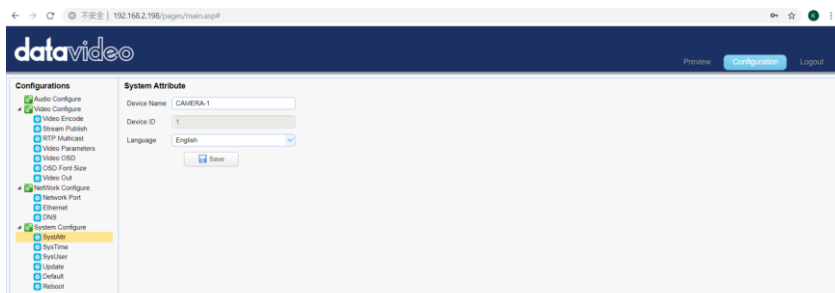 不安全 | 192.168.2.198/pages/main.asp#
K
datavideo
Preview
Configuration
Logout
Configurations
Audio Configure
Video Configure
Video Encode
Stream Publish
RTP Multicast
Video Parameters
Video OSD
OSD Font Size
Video Out
NetWork Configure
Network Port
Ethernet
DNS
System Configure
SystAttr
SysTime
SysUser
Update
Default
Reboot
System Attribute
Device Name CAMERA-1
Device ID 1
Language English
Save